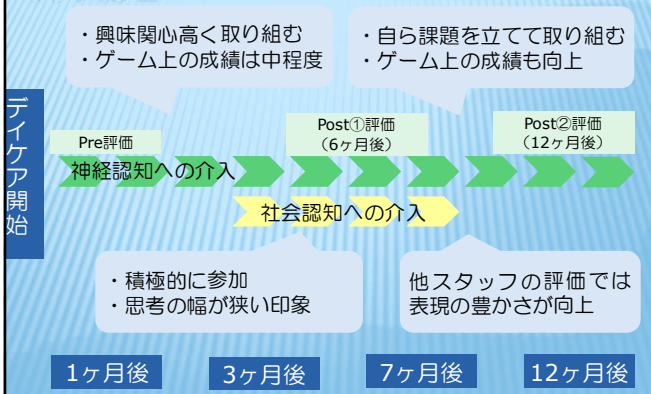 ・興味関心高く取り組む
・ゲーム上の成績は中程度
・自ら課題を立てて取り組む
・ゲーム上の成績も向上
デイケア開始
Pre評価
Post①評価
（6ヶ月後）
Post②評価
（12ヶ月後）
神経認知への介入
社会認知への介入
・積極的に参加
・思考の幅が狭い印象
他スタッフの評価では
表現の豊かさが向上
1ヶ月後
3ヶ月後
7ヶ月後
12ヶ月後